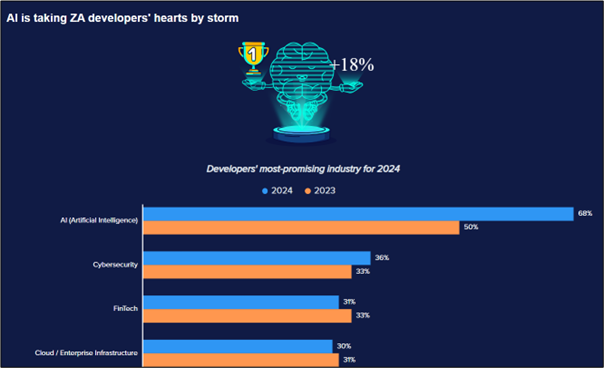 AI is taking ZA developers' hearts by storm
1
+18%
Developers' most-promising industry for 2024
2024 2023
AI (Artificial Intelligence)
68%
50%
Cybersecurity
36%
33%
FinTech
31%
33%
Cloud / Enterprise Infrastructure
30%
31%